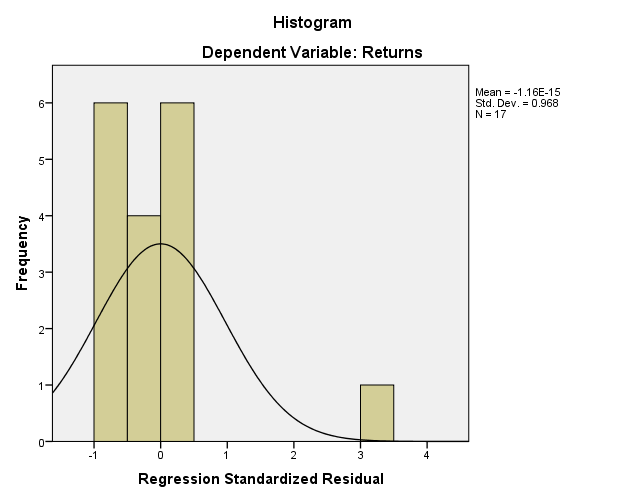 Histogram
Dependent Variable: Returns
Mean = -1.16E-15
Std. Dev. = 0.968
N = 17
Frequency
6
5
4
3
2
1
0
-1 0 1 2 3 4
Regression Standardized Residual